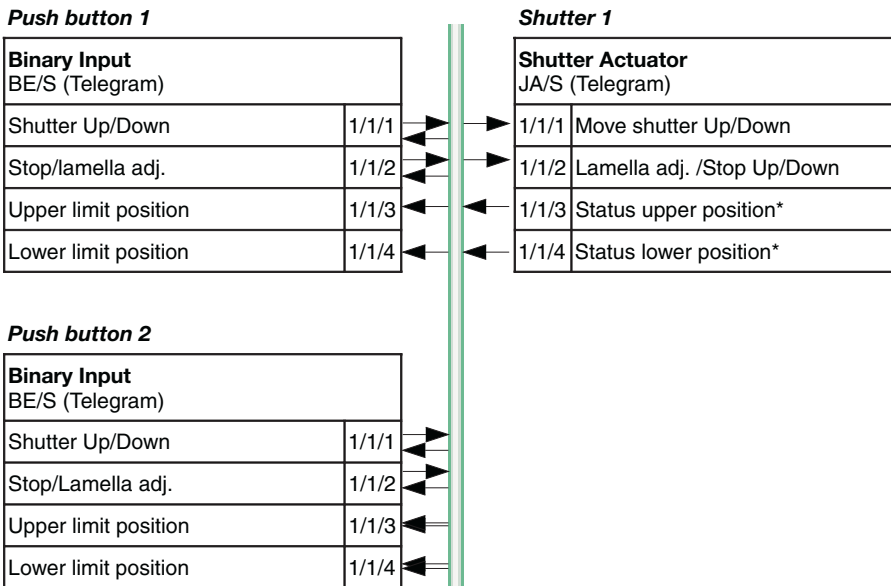 Push button 1
Binary Input
BE/S (Telegram)
Shutter Up/Down 1/1/1
Stop/lamella adj. 1/1/2
Upper limit position 1/1/3
Lower limit position 1/1/4
Shutter 1
Shutter Actuator
JA/S (Telegram)
1/1/1 Move shutter Up/Down
1/1/2 Lamella adj. /Stop Up/Down
1/1/3 Status upper position*
1/1/4 Status lower position*
Push button 2
Binary Input
BE/S (Telegram)
Shutter Up/Down 1/1/1
Stop/Lamella adj. 1/1/2
Upper limit position 1/1/3
Lower limit position 1/1/4